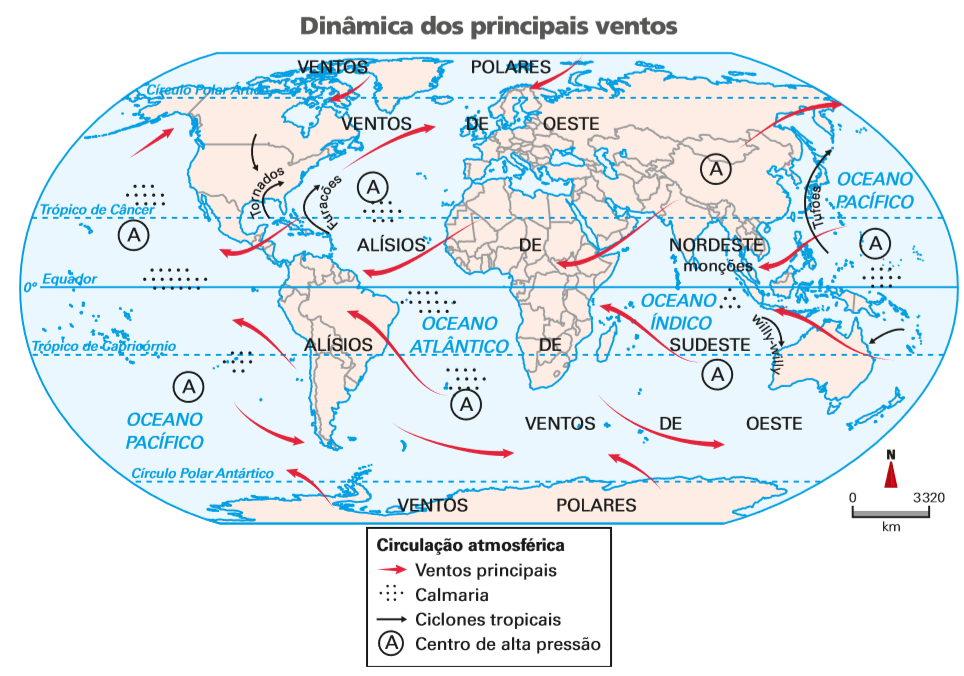 Dinâmica dos principais ventos
VENTOS POLARES
Círculo Polar Ártico
VENTOS DE OESTE
A
Tornados
Furacões
A
Tufões
OCEANO
PACÍFICO
Trópico de Câncer
A
A
ALÍSIOS DE NORDESTE
monções
Equador
0º
OCEANO
ÍNDICO
OCEANO
ATLÂNTICO
willy-willy
Trópico de Capricórnio
ALÍSIOS DE SUDESTE
A
A
A
OCEANO
PACÍFICO
VENTOS DE OESTE
Círculo Polar Antártico
VENTOS POLARES
N
0 3320
km
Circulação atmosférica
Ventos principais
Calmaria
Ciclones tropicais
A Centro de alta pressão